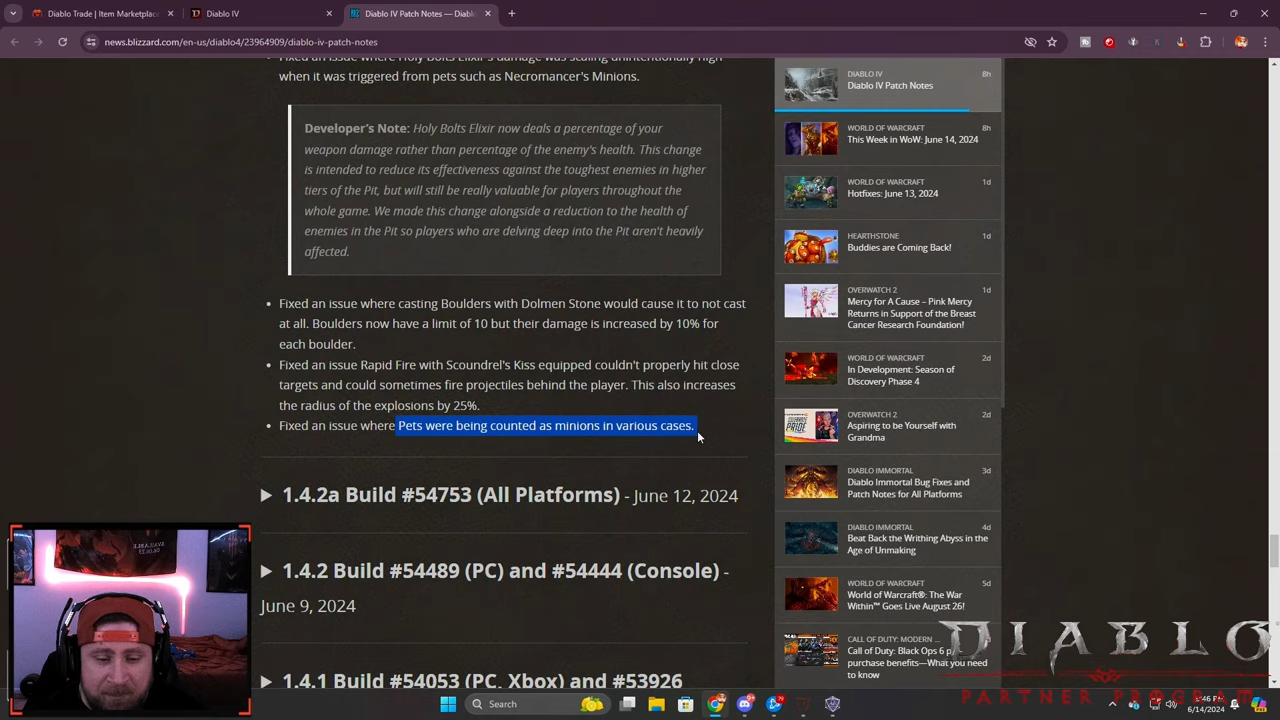 Diablo Trade | Item Marketplac
Diablo IV
Diablo IV Patch Notes — Diablo
news.blizzard.com/en-us/diablo4/23964909/diablo-iv-patch-notes
Fixed an issue where Holy Bolts Elixir's damage was scaling unintentionally high
when it was triggered from pets such as Necromancer's Minions.
Developer's Note: Holy Bolts Elixir now deals a percentage of your
weapon damage rather than percentage of the enemy's health. This change
is intended to reduce its effectiveness against the toughest enemies in higher
tiers of the Pit, but will still be really valuable for players throughout the
whole game. We made this change alongside a reduction to the health of
enemies in the Pit so players who are delving deep into the Pit aren't heavily
affected.
• Fixed an issue where casting Boulders with Dolmen Stone would cause it to not cast
at all. Boulders now have a limit of 10 but their damage is increased by 10% for
each boulder.
• Fixed an issue Rapid Fire with Scoundrel's Kiss equipped couldn't properly hit close
targets and could sometimes fire projectiles behind the player. This also increases
the radius of the explosions by 25%.
• Fixed an issue where Pets were being counted as minions in various cases.
1.4.2a Build #54753 (All Platforms) - June 12, 2024
1.4.2 Build #54489 (PC) and #54444 (Console) -
June 9, 2024
1.4.1 Build #54053 (PC, Xbox) and #53926
DIABLO IV 8h
Diablo IV Patch Notes
WORLD OF WARCRAFT 8h
This Week in WoW: June 14, 2024
WORLD OF WARCRAFT 1d
Hotfixes: June 13, 2024
HEARTHSTONE 1d
Buddies are Coming Back!
OVERWATCH 2 1d
Mercy for A Cause – Pink Mercy
Returns in Support of the Breast
Cancer Research Foundation!
WORLD OF WARCRAFT 2d
In Development: Season of
Discovery Phase 4
OVERWATCH 2 2d
Aspiring to be Yourself with
Grandma
DIABLO IMMORTAL 3d
Diablo Immortal Bug Fixes and
Patch Notes for All Platforms
DIABLO IMMORTAL 4d
Beat Back the Writhing Abyss in the
Age of Unmaking
WORLD OF WARCRAFT 5d
World of Warcraft®: The War
Within™ Goes Live August 26!
CALL OF DUTY: MODERN ...
Call of Duty: Black Ops 6 p
purchase benefits—What you
need to know
DIABLO
PARTNER PROGRAM
Search
6/14/2024